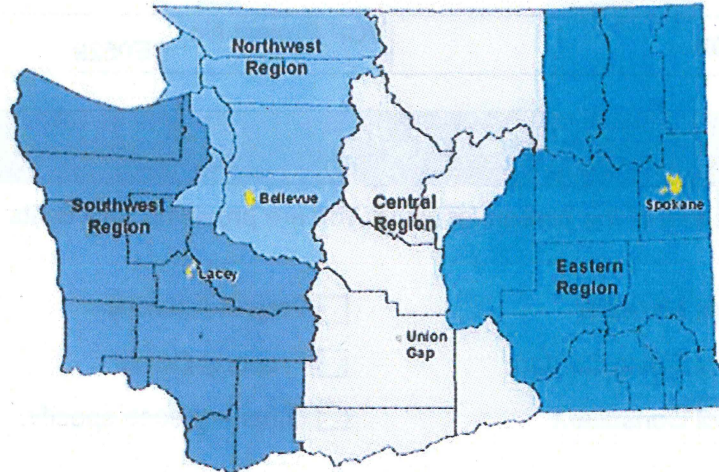 Northwest
Region
Bellevue
Southwest
Region
Central
Region
Spokane
Lacey
Eastern
Region
Union
Gap